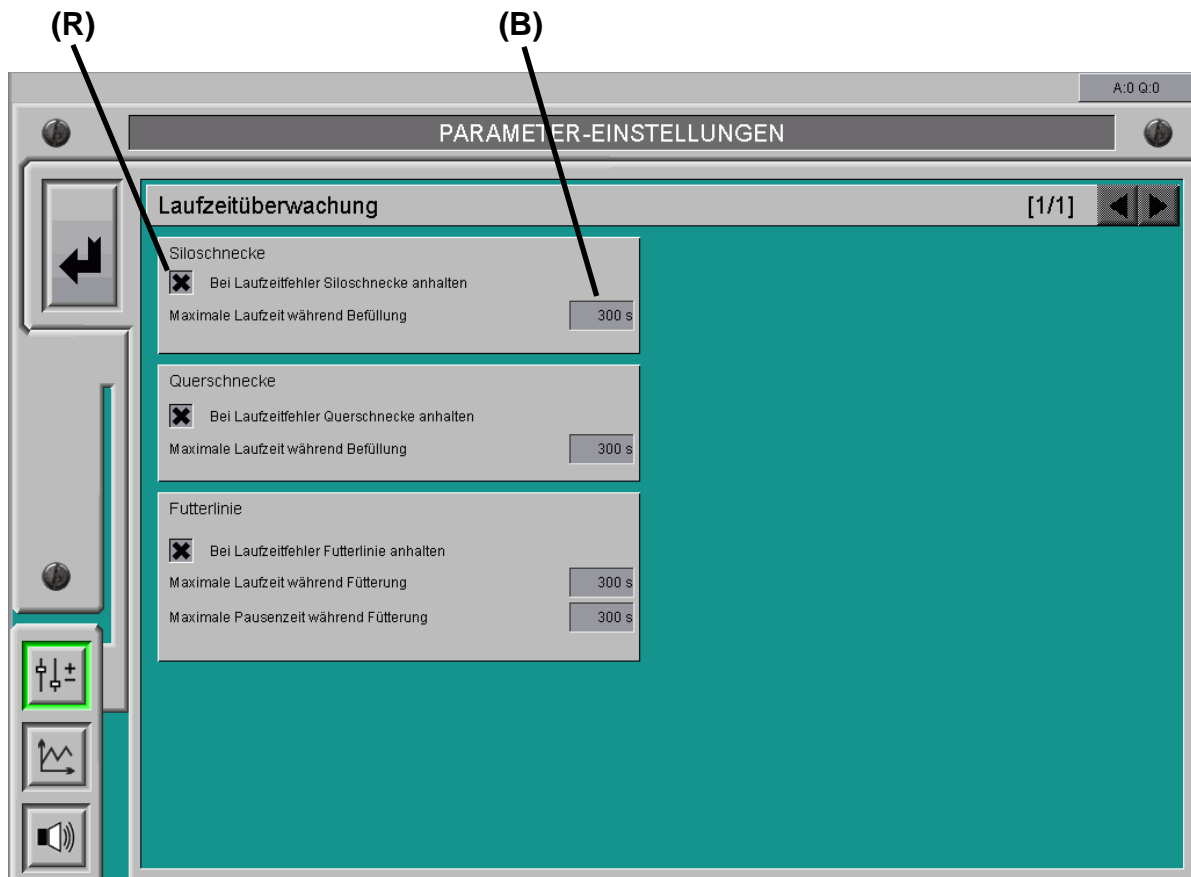 (R) (B)
A:0 Q:0
PARAMETER-EINSTELLUNGEN
Laufzeitüberwachung [1/1]
Siloschnecke
Bei Laufzeitfehler Siloschnecke anhalten
Maximale Laufzeit während Befüllung 300 s
Querschnecke
Bei Laufzeitfehler Querschnecke anhalten
Maximale Laufzeit während Befüllung 300 s
Futterlinie
Bei Laufzeitfehler Futterlinie anhalten
Maximale Laufzeit während Fütterung 300 s
Maximale Pausenzeit während Fütterung 300 s